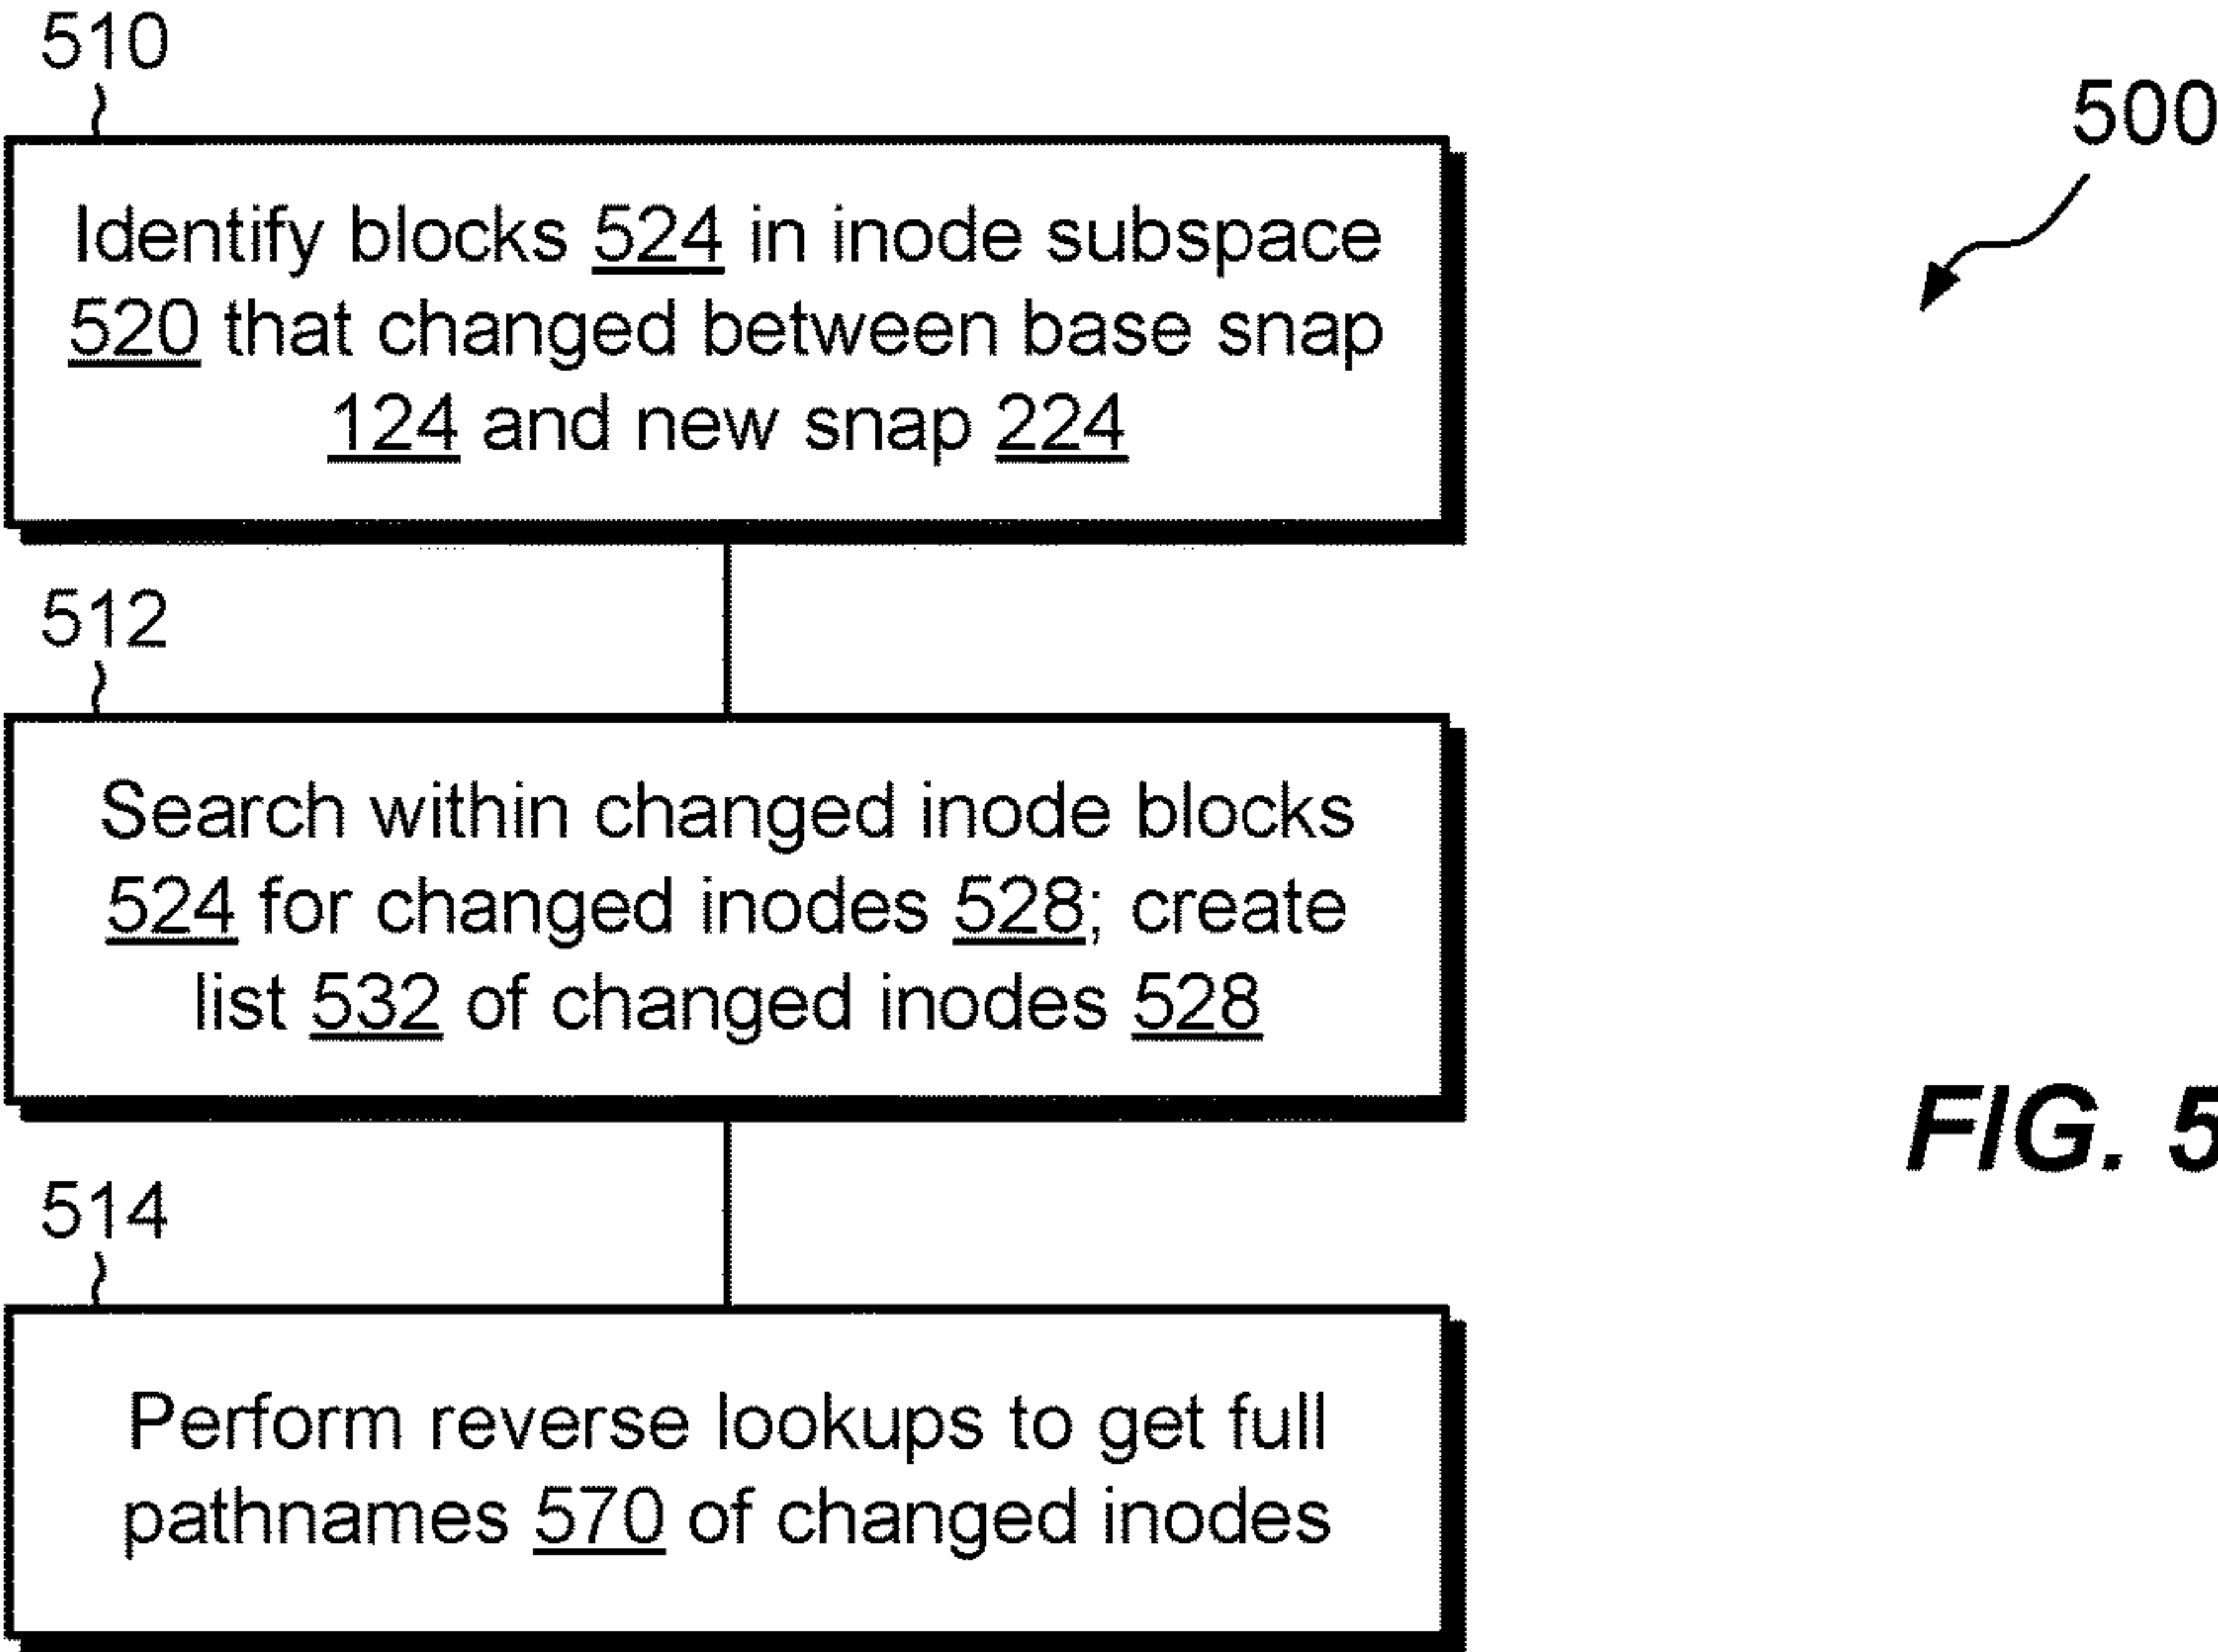 510
500
Identify blocks 524 in inode subspace
520 that changed between base snap
124 and new snap 224
512
Search within changed inode blocks
524 for changed inodes 528; create
list 532 of changed inodes 528
FIG. 5
514
Perform reverse lookups to get full
pathnames 570 of changed inodes